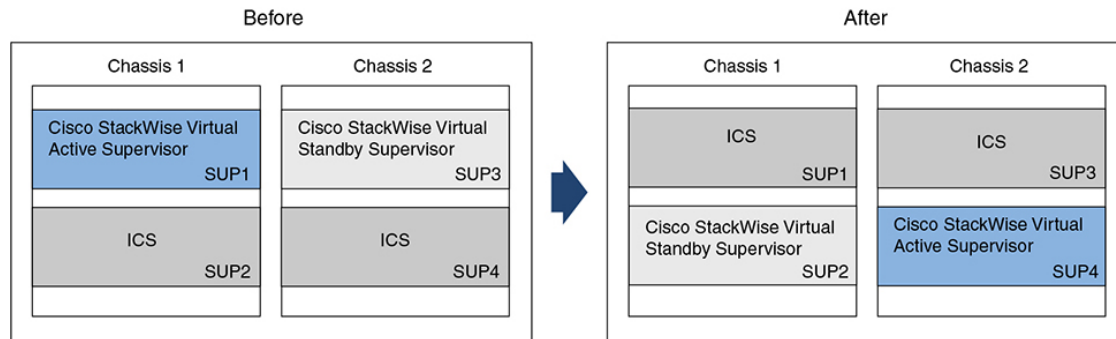 Before
After
Chassis 1
Chassis 2
Cisco StackWise Virtual
Active Supervisor
SUP1
Cisco StackWise Virtual
Standby Supervisor
SUP3
ICS
SUP2
ICS
SUP4
Chassis 1
Chassis 2
ICS
SUP1
ICS
SUP3
Cisco StackWise Virtual
Standby Supervisor
SUP2
Cisco StackWise Virtual
Active Supervisor
SUP4